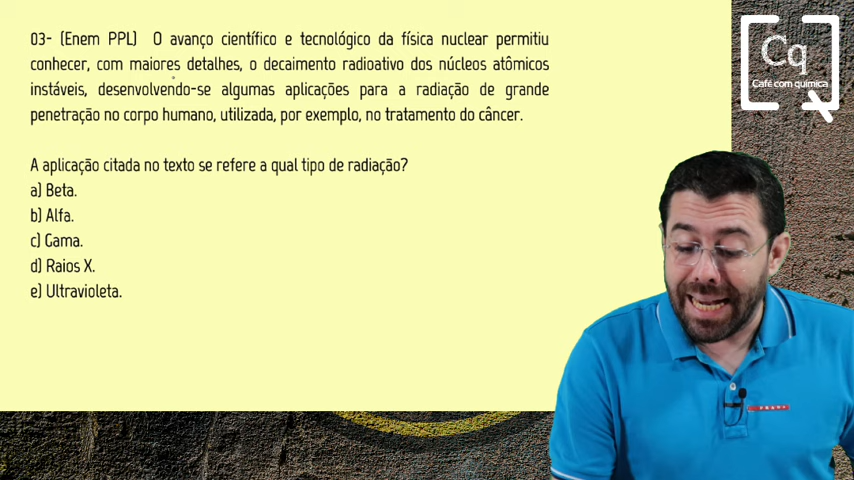 03- (Enem PPL) O avanço científico e tecnológico da física nuclear permitiu
conhecer, com maiores detalhes, o decaimento radioativo dos núcleos atômicos
instáveis, desenvolvendo-se algumas aplicações para a radiação de grande
penetração no corpo humano, utilizada, por exemplo, no tratamento do câncer.
A aplicação citada no texto se refere a qual tipo de radiação?
a) Beta.
b) Alfa.
c) Gama.
d) Raios X.
e) Ultravioleta.
Cq
Café com química